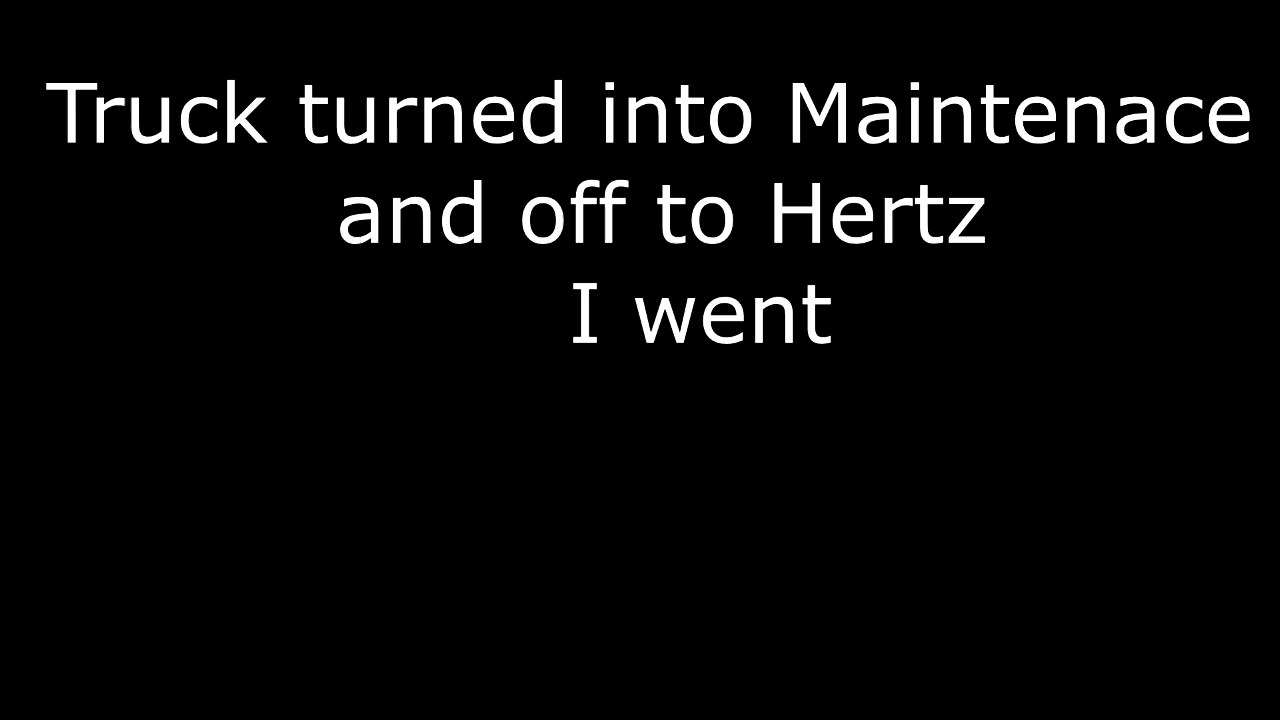 Truck turned into Maintenace
and off to Hertz
I went